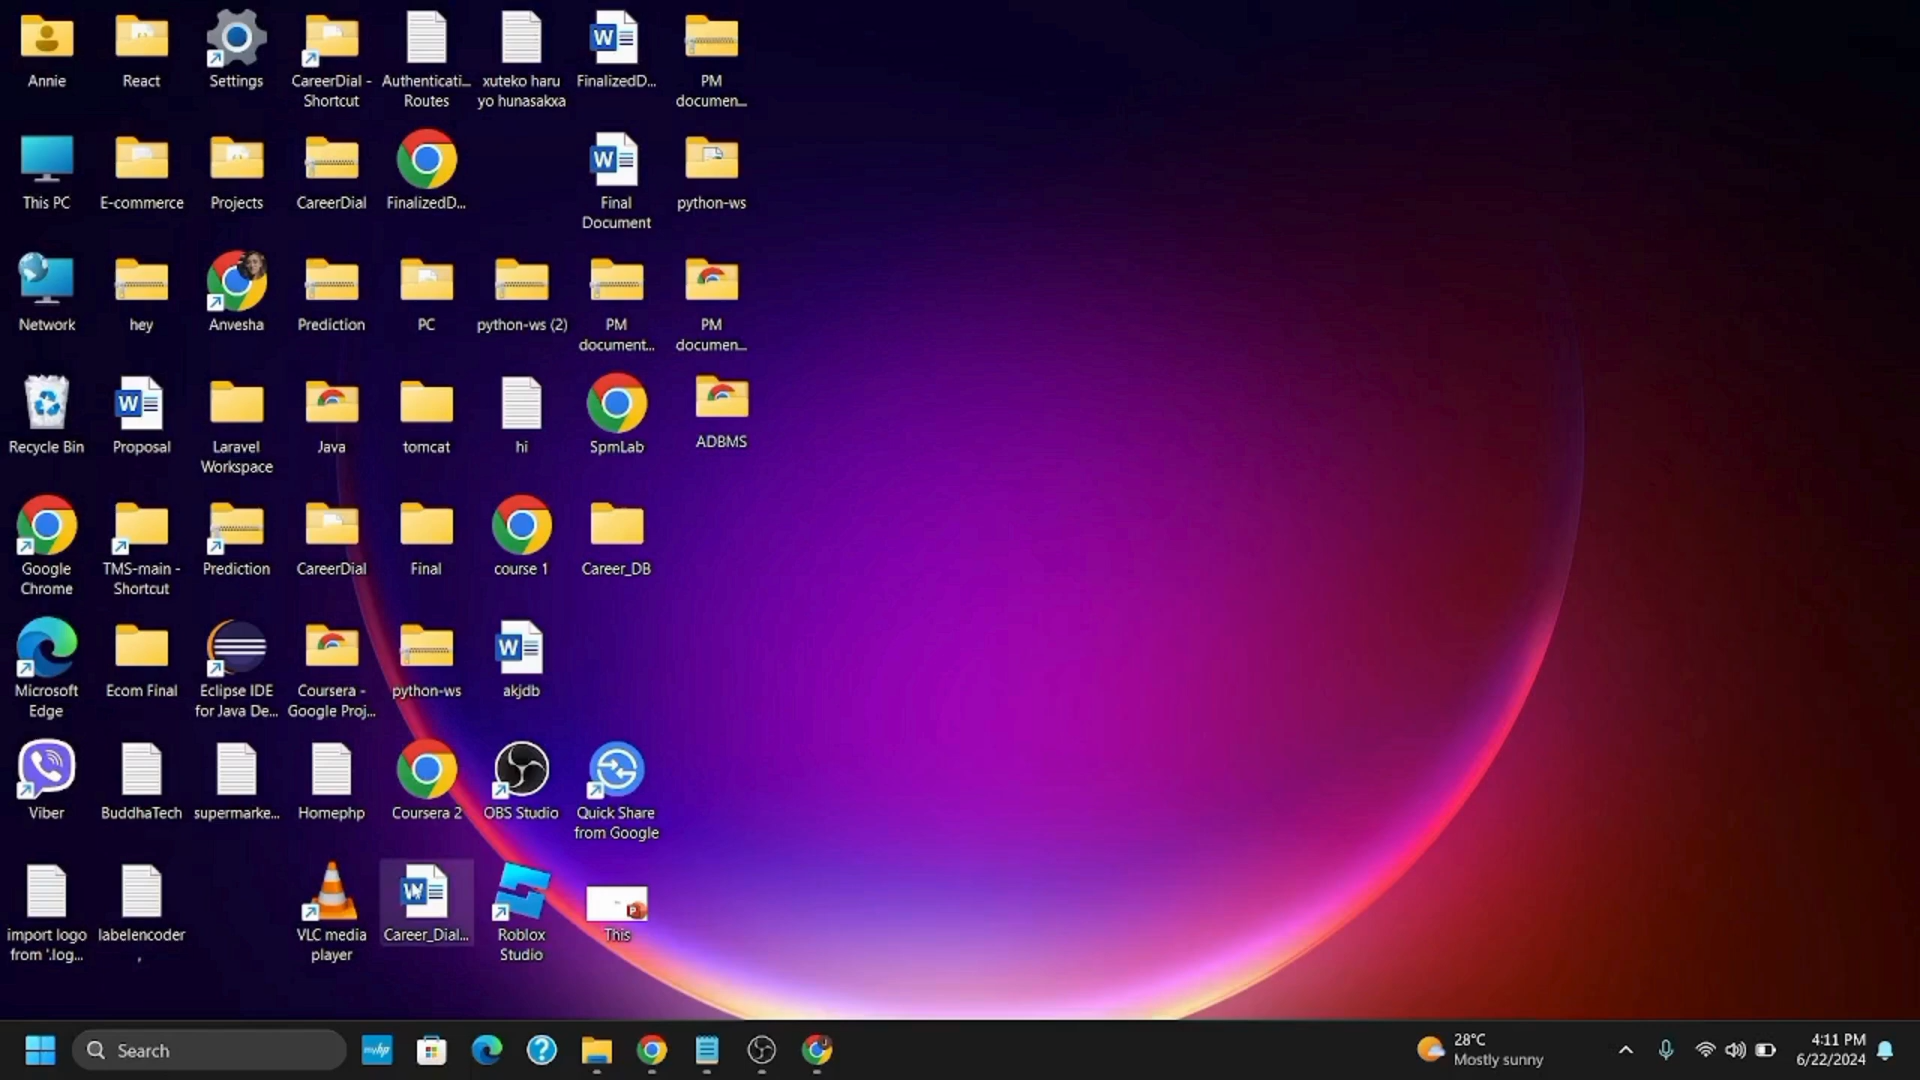 Annie
React
Settings
CareerDial -
Shortcut
Authenticati...
Routes
xuteko haru
yo hunasakxa
FinalizedD...
PM
documen...
This PC
E-commerce
Projects
CareerDial
FinalizedD...
Final
Document
python-ws
Network
hey
Anvesha
Prediction
PC
python-ws (2)
PM
document...
PM
documen...
Recycle Bin
Proposal
Laravel
Workspace
Java
tomcat
hi
SpmLab
ADBMS
Google
Chrome
TMS-main -
Shortcut
Prediction
CareerDial
Final
course 1
Career_DB
Microsoft
Edge
Ecom Final
Eclipse IDE
for Java De...
Coursera -
Google Proj...
python-ws
akjdb
Viber
BuddhaTech
supermarke...
Homephp
Coursera 2
OBS Studio
Quick Share
from Google
import logo
from '.log...
labelencoder
,
VLC media
player
Career_Dial...
Roblox
Studio
This
Search
myhp
28°C
Mostly sunny
4:11 PM
6/22/2024